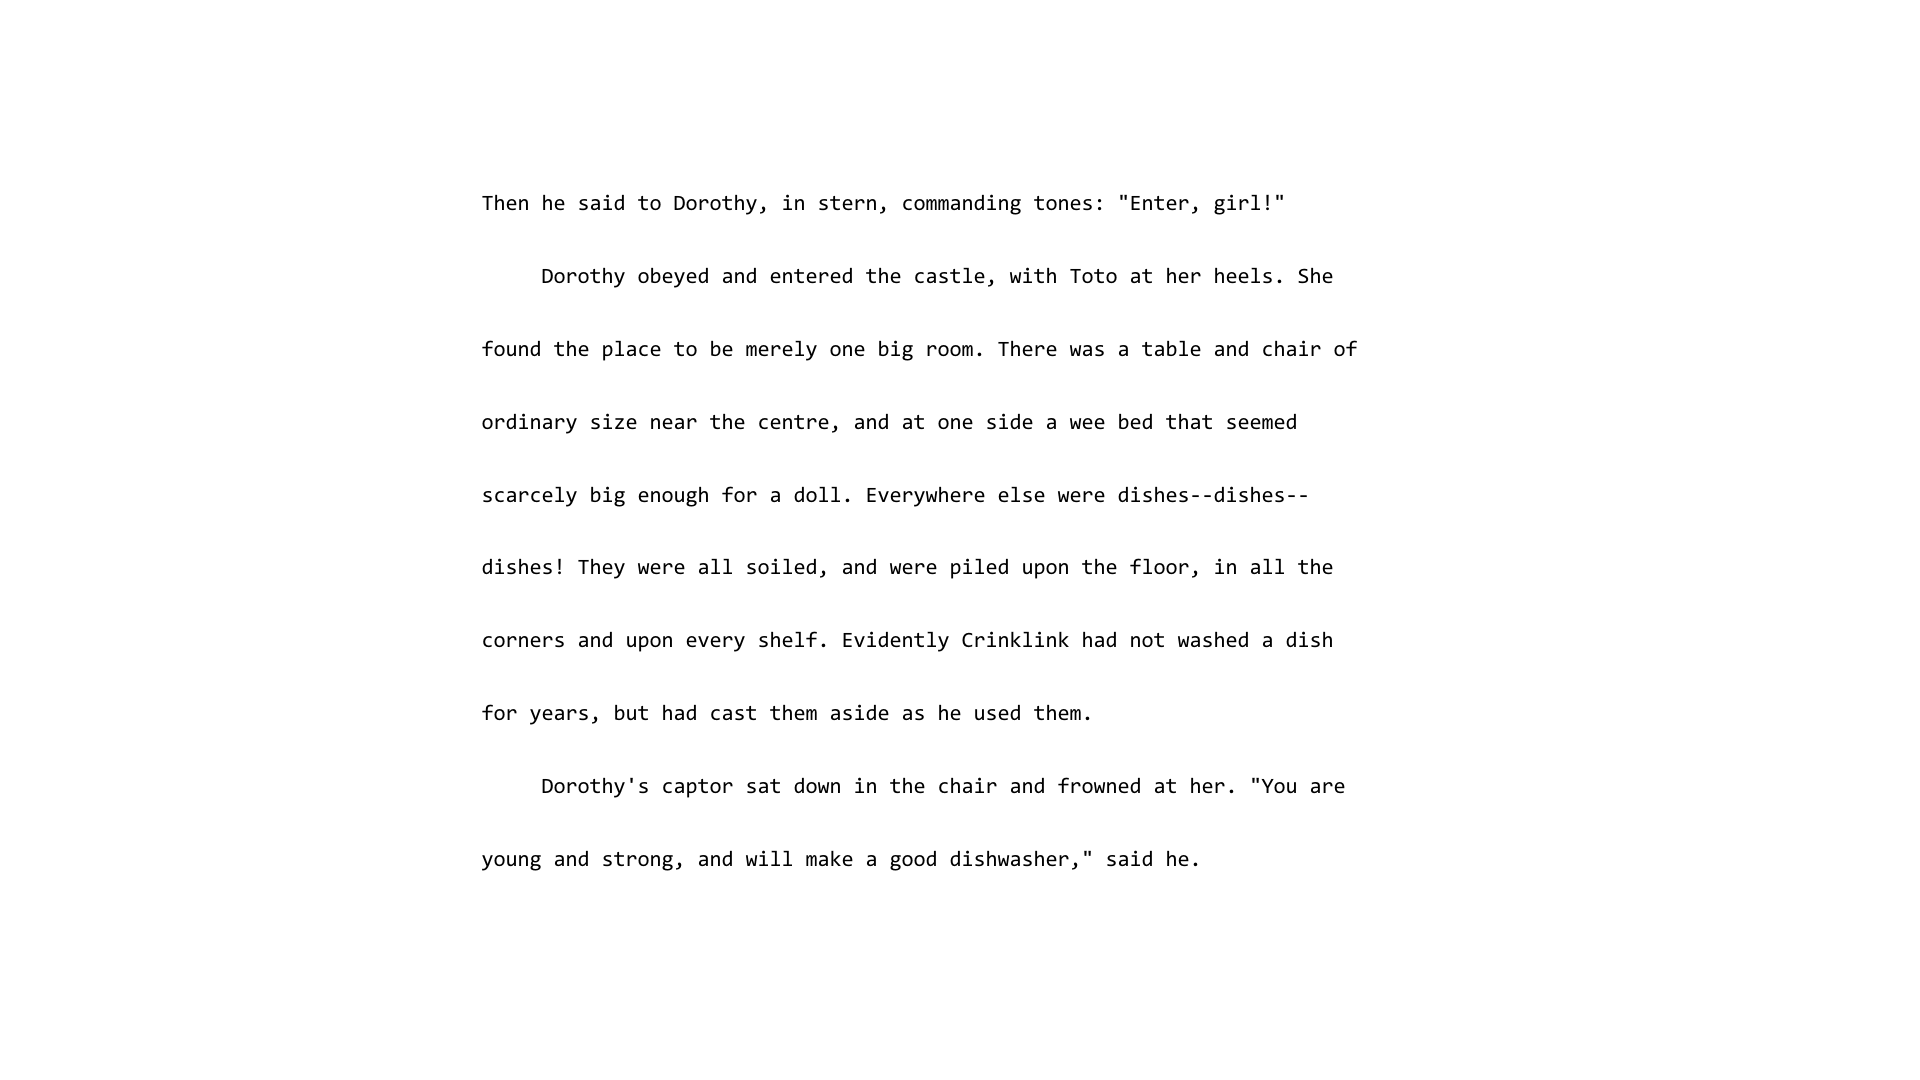 Then he said to Dorothy, in stern, commanding tones: "Enter, girl!"
Dorothy obeyed and entered the castle, with Toto at her heels. She
found the place to be merely one big room. There was a table and chair of
ordinary size near the centre, and at one side a wee bed that seemed
scarcely big enough for a doll. Everywhere else were dishes--dishes--
dishes! They were all soiled, and were piled upon the floor, in all the
corners and upon every shelf. Evidently Crinklink had not washed a dish
for years, but had cast them aside as he used them.
Dorothy's captor sat down in the chair and frowned at her. "You are
young and strong, and will make a good dishwasher," said he.